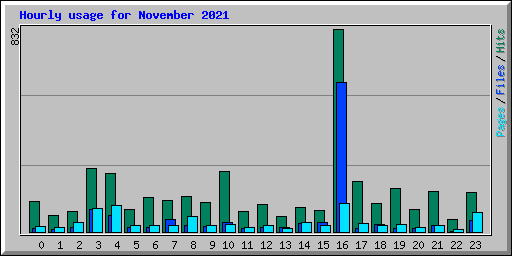 Hourly usage for November 2021
832
Pages/Files/Hits
0 1 2 3 4 5 6 7 8 9 10 11 12 13 14 15 16 17 18 19 20 21 22 23